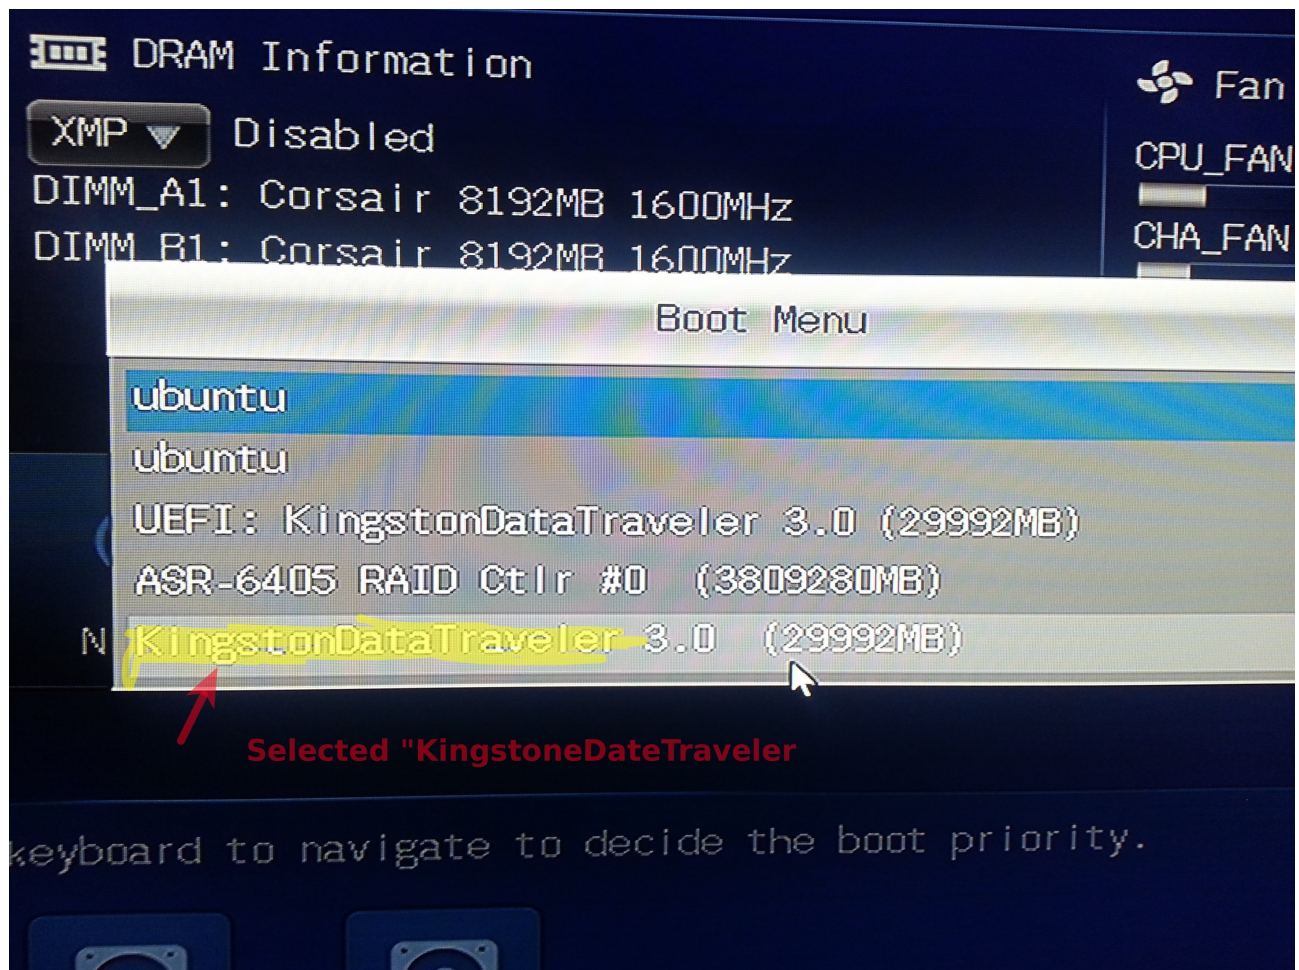 DRAM Information
Fan
XMP Disabled
CPU_FAN
DIMM_A1: Corsair 8192MB 1600MHz
CHA_FAN
DIMM_B1: Corsair 8192MB 1600MHz
Boot Menu
ubuntu
ubuntu
UEFI: KingstonDataTraveler 3.0 (29992MB)
ASR-6405 RAID Ctlr #0 (3809280MB)
N
KingstonDataTraveler 3.0 (29992MB)
Selected "KingstoneDateTraveler
keyboard to navigate to decide the boot priority.